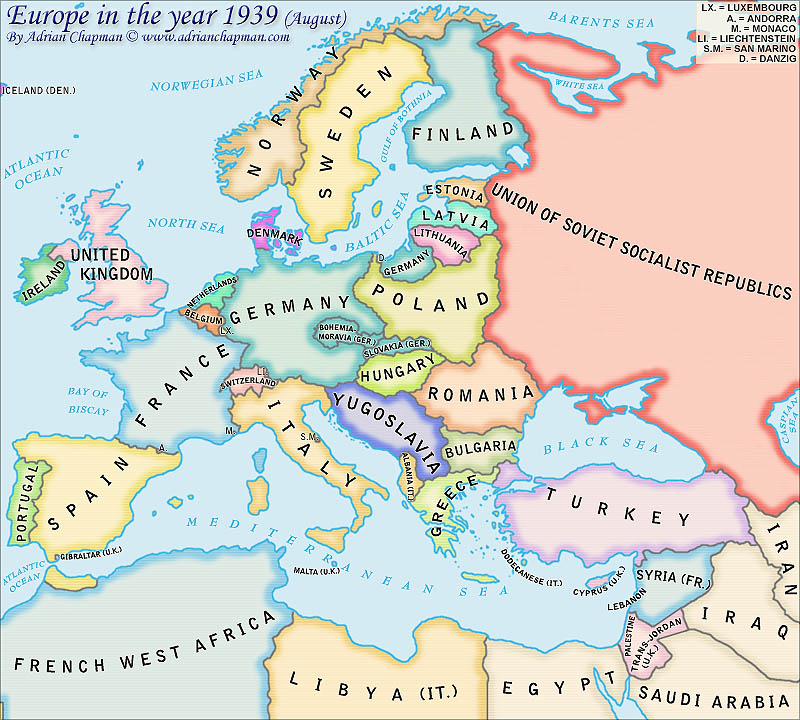 Europe in the year 1939 (August)
By Adrian Chapman © www.adrianchapman.com
LX. = LUXEMBOURG
A. = ANDORRA
M. = MONACO
LI. = LIECHTENSTEIN
S.M. = SAN MARINO
D. = DANZIG
BARENTS SEA
WHITE SEA
ICELAND (DEN.)
NORWEGIAN SEA
NORWAY
SWEDEN
GULF OF BOTHNIA
FINLAND
ATLANTIC
OCEAN
NORTH SEA
BALTIC SEA
ESTONIA
LATVIA
LITHUANIA
UNION OF SOVIET SOCIALIST REPUBLICS
DENMARK
UNITED
KINGDOM
IRELAND
NETHERLANDS
BELGIUM
LX.
GERMANY
D.
GERMANY
POLAND
BOHEMIA-
MORAVIA (GER.)
SLOVAKIA (GER.)
FRANCE
LI.
SWITZERLAND
HUNGARY
ROMANIA
BAY OF
BISCAY
YUGOSLAVIA
ITALY
M.
S.M.
A.
BULGARIA
BLACK SEA
CASPIAN
SEA
PORTUGAL
SPAIN
ALBANIA (IT.)
GREECE
TURKEY
IRAN
GIBRALTAR (U.K.)
ATLANTIC
OCEAN
MEDITERRANEAN SEA
MALTA (U.K.)
DODECANESE (IT.)
CYPRUS (U.K.)
SYRIA (FR.)
LEBANON
IRAQ
PALESTINE
TRANS-JORDAN
(U.K.)
FRENCH WEST AFRICA
LIBYA (IT.)
EGYPT
SAUDI ARABIA